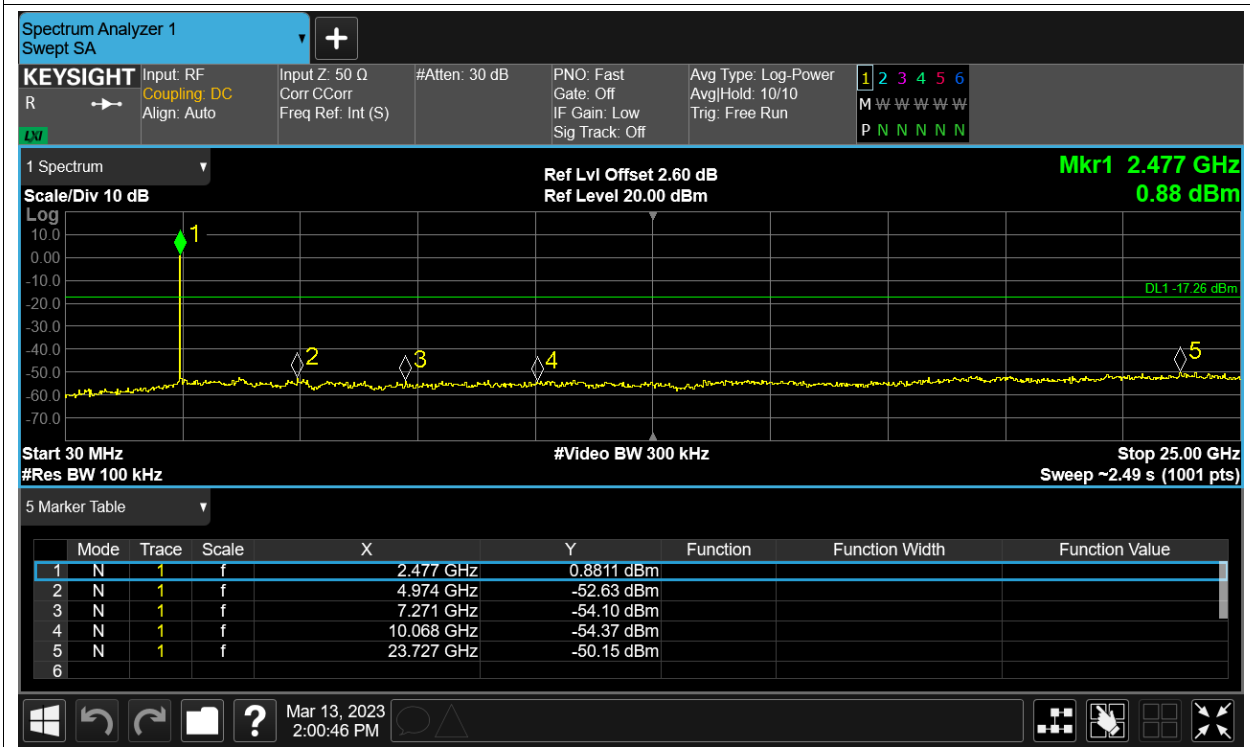 Spectrum Analyzer 1
Swept SA
KEYSIGHT
R
LXI
Input: RF
Coupling: DC
Align: Auto
Input Z: 50 Ω
Corr CCorr
Freq Ref: Int (S)
#Atten: 30 dB
PNO: Fast
Gate: Off
IF Gain: Low
Sig Track: Off
Avg Type: Log-Power
Avg|Hold: 10/10
Trig: Free Run
1 2 3 4 5 6
M W W W W W
P N N N N N
1 Spectrum
Scale/Div 10 dB
Ref Lvl Offset 2.60 dB
Ref Level 20.00 dBm
Mkr1 2.477 GHz
0.88 dBm
Log
10.0
0.00
-10.0
-20.0
-30.0
-40.0
-50.0
-60.0
-70.0
1
2
3
4
5
DL1 -17.26 dBm
Start 30 MHz
#Res BW 100 kHz
#Video BW 300 kHz
Stop 25.00 GHz
Sweep ~2.49 s (1001 pts)
5 Marker Table
Mode Trace Scale X Y Function Function Width Function Value
1 N 1 f 2.477 GHz 0.8811 dBm
2 N 1 f 4.974 GHz -52.63 dBm
3 N 1 f 7.271 GHz -54.10 dBm
4 N 1 f 10.068 GHz -54.37 dBm
5 N 1 f 23.727 GHz -50.15 dBm
6
?
Mar 13, 2023
2:00:46 PM